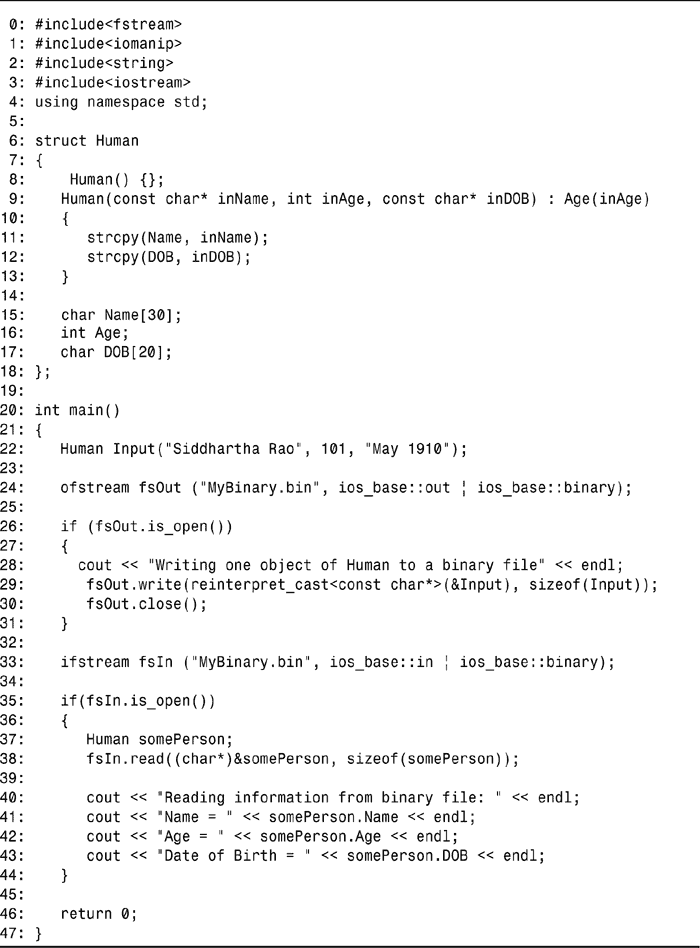 0: #include<fstream>
1: #include<iomanip>
2: #include<string>
3: #include<iostream>
4: using namespace std;
5:
6: struct Human
7: {
8:     Human() {};
9:    Human(const char* inName, int inAge, const char* inDOB) : Age(inAge)
10:    {
11:       strcpy(Name, inName);
12:       strcpy(DOB, inDOB);
13:    }
14:
15:    char Name[30];
16:    int Age;
17:    char DOB[20];
18: };
19:
20: int main()
21: {
22:    Human Input("Siddhartha Rao", 101, "May 1910");
23:
24:    ofstream fsOut ("MyBinary.bin", ios_base::out ¦ ios_base::binary);
25:
26:    if (fsOut.is_open())
27:    {
28:      cout << "Writing one object of Human to a binary file" << endl;
29:       fsOut.write(reinterpret_cast<const char*>(&Input), sizeof(Input));
30:       fsOut.close();
31:    }
32:
33:    ifstream fsIn ("MyBinary.bin", ios_base::in ¦ ios_base::binary);
34:
35:    if(fsIn.is_open())
36:    {
37:       Human somePerson;
38:       fsIn.read((char*)&somePerson, sizeof(somePerson));
39:
40:       cout << "Reading information from binary file: " << endl;
41:       cout << "Name = " << somePerson.Name << endl;
42:       cout << "Age = " << somePerson.Age << endl;
43:       cout << "Date of Birth = " << somePerson.DOB << endl;
44:    }
45:
46:    return 0;
47: }